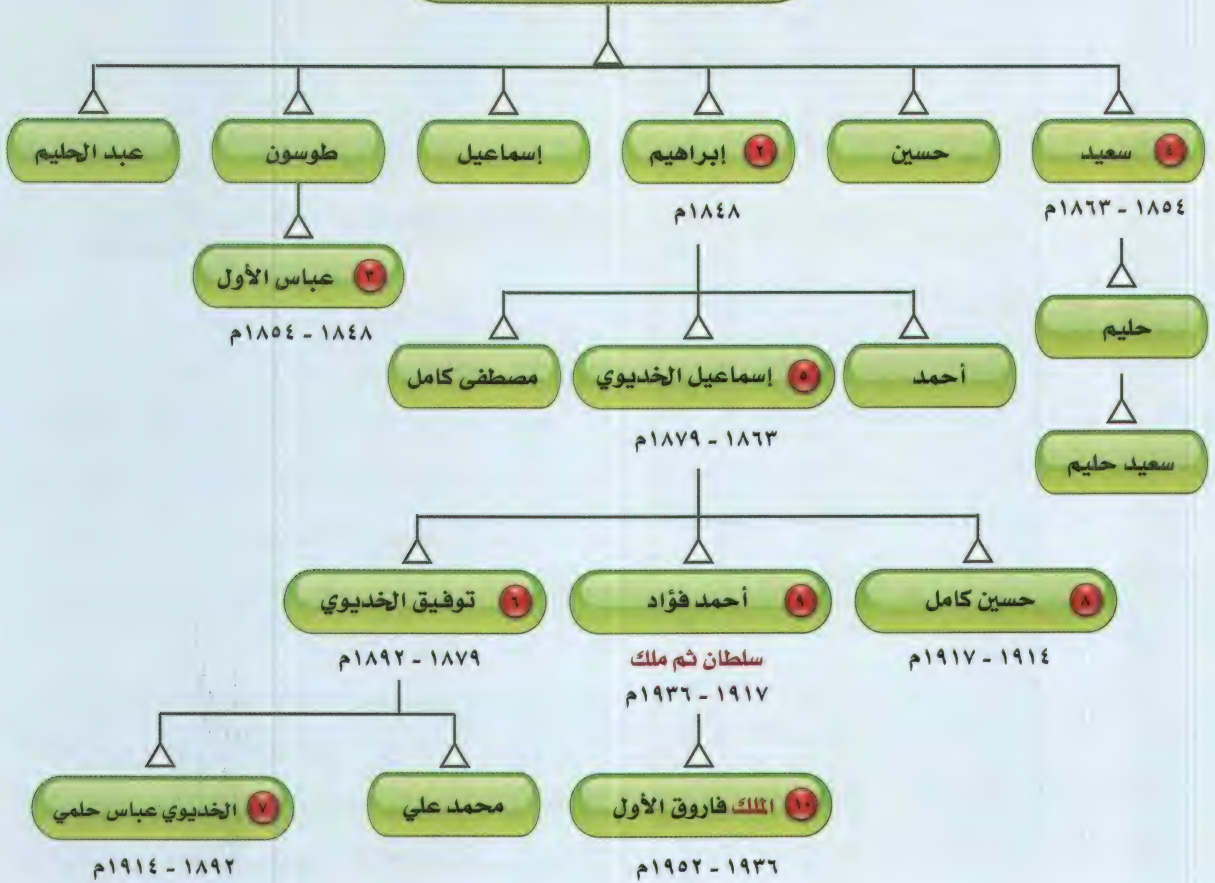 ٤ سعيد
حسين
٢ إبراهيم
إسماعيل
طوسون
عبد الحليم
١٨٥٤ - ١٨٦٣م
١٨٤٨م
٣ عباس الأول
١٨٤٨ - ١٨٥٤م
حليم
أحمد
٥ إسماعيل الخديوي
مصطفى كامل
١٨٦٣ - ١٨٧٩م
سعيد حليم
٨ حسين كامل
٩ أحمد فؤاد
٦ توفيق الخديوي
١٩١٤ - ١٩١٧م
سلطان ثم ملك
١٩١٧ - ١٩٣٦م
١٨٧٩ - ١٨٩٢م
١٠ الملك فاروق الأول
محمد علي
٧ الخديوي عباس حلمي
١٩٣٦ - ١٩٥٢م
١٨٩٢ - ١٩١٤م